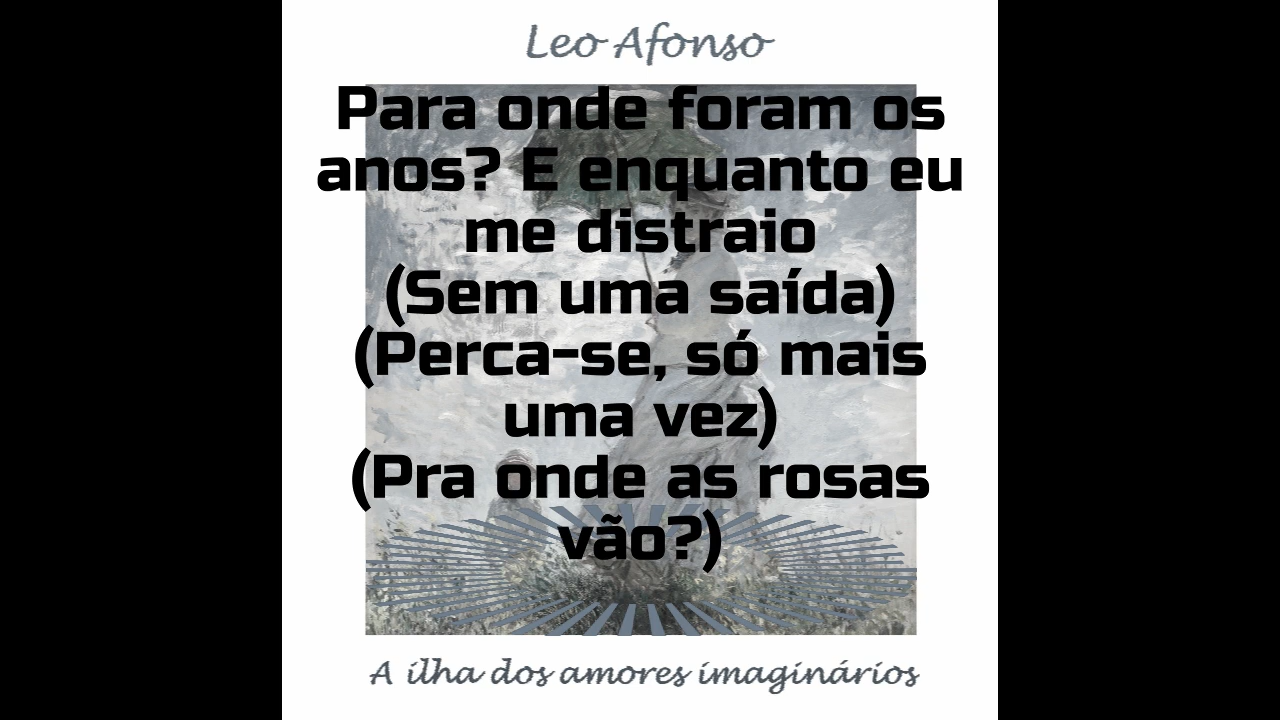 Leo Afonso
Para onde foram os
anos? E enquanto eu
me distraio
(Sem uma saída)
(Perca-se, só mais
uma vez)
(Pra onde as rosas
vão?)
A ilha dos amores imaginários